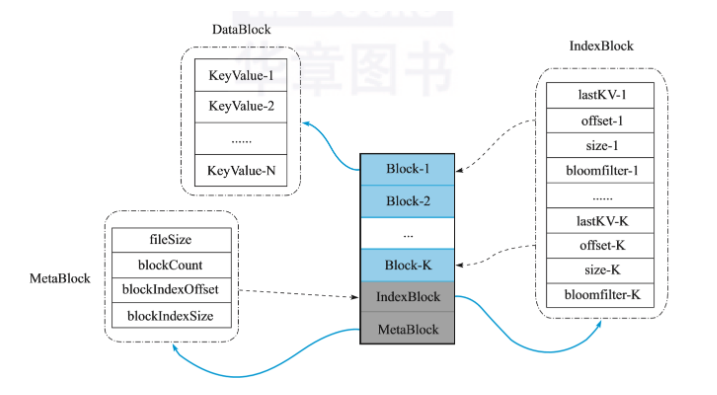 华章图书
DataBlock
KeyValue-1
KeyValue-2
......
KeyValue-N
IndexBlock
lastKV-1
offset-1
size-1
bloomfilter-1
......
lastKV-K
offset-K
size-K
bloomfilter-K
Block-1
Block-2
...
Block-K
IndexBlock
MetaBlock
MetaBlock
fileSize
blockCount
blockIndexOffset
blockIndexSize